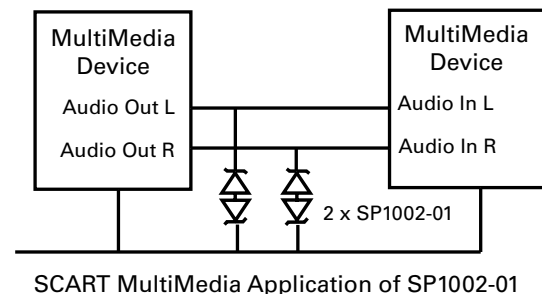 MultiMedia
Device
Audio Out L
Audio Out R
MultiMedia
Device
Audio In L
Audio In R
2 x SP1002-01
SCART MultiMedia Application of SP1002-01